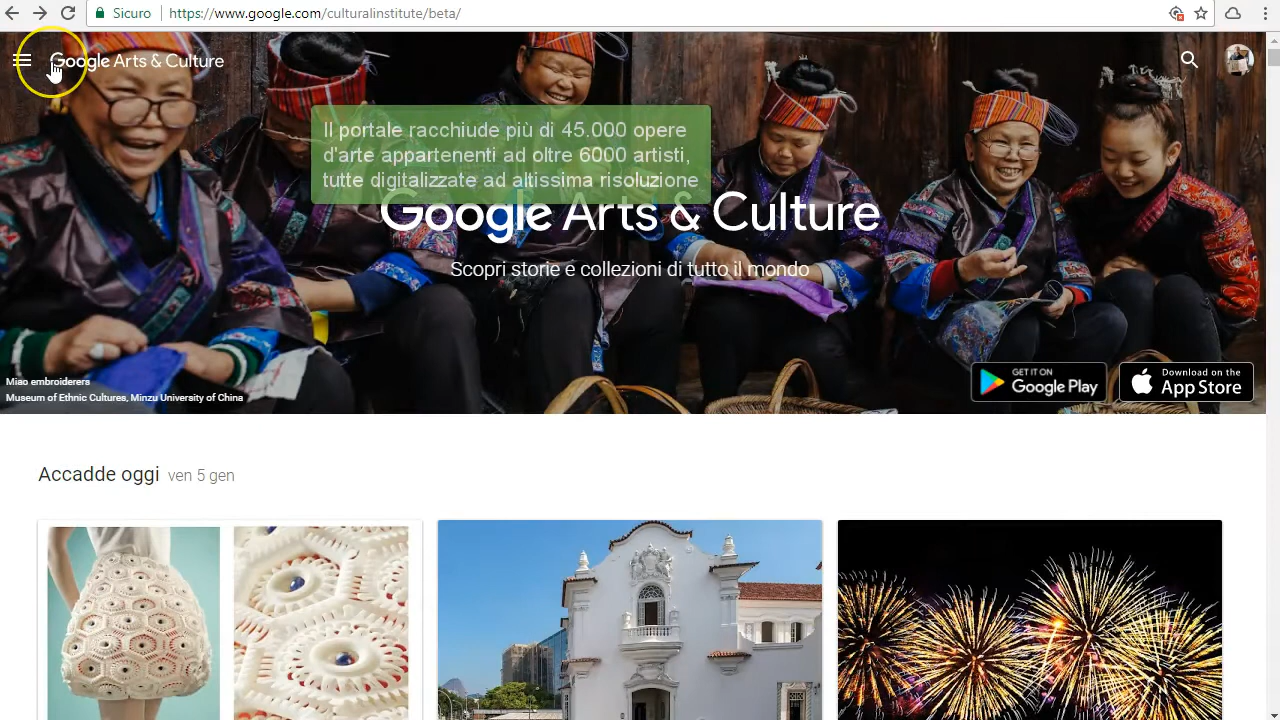 Sicuro
https://www.google.com/culturalinstitute/beta/
Google Arts & Culture
Il portale racchiude più di 45.000 opere
d'arte appartenenti ad oltre 6000 artisti,
tutte digitalizzate ad altissima risoluzione
Google Arts & Culture
Scopri storie e collezioni di tutto il mondo
Miao embroiderers
Museum of Ethnic Cultures, Minzu University of China
GET IT ON
Google Play
Download on the
App Store
Accadde oggi ven 5 gen